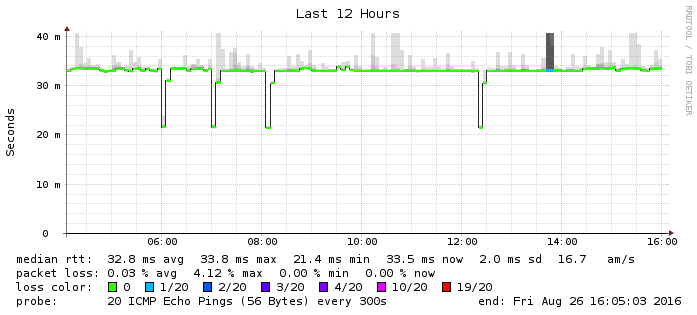 Last 12 Hours
RRDTOOL / TOBI OETIKER
Seconds
40 m
30 m
20 m
10 m
0
06:00 08:00 10:00 12:00 14:00 16:00
median rtt: 32.8 ms avg 33.8 ms max 21.4 ms min 33.5 ms now 2.0 ms sd 16.7 am/s
packet loss: 0.03 % avg 4.12 % max 0.00 % min 0.00 % now
loss color: 0 1/20 2/20 3/20 4/20 10/20 19/20
probe: 20 ICMP Echo Pings (56 Bytes) every 300s end: Fri Aug 26 16:05:03 2016